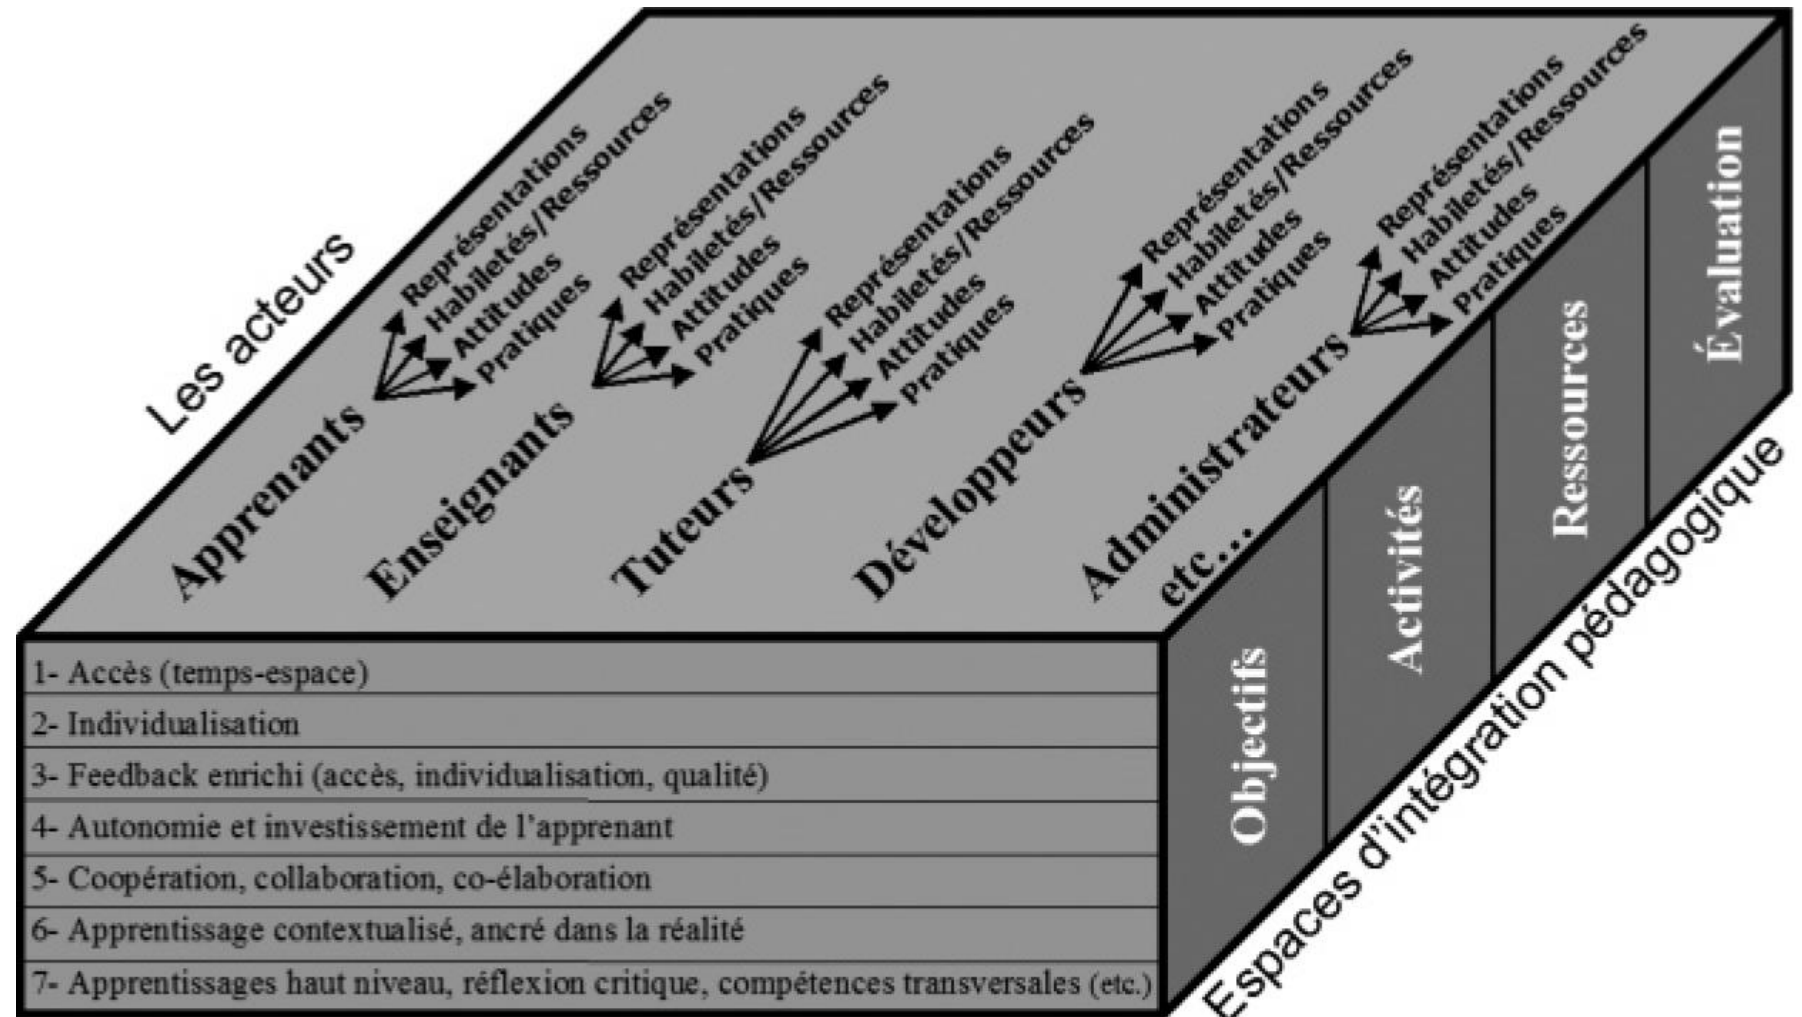 Les acteurs
Apprenants
Représentations
Habiletés/Ressources
Attitudes
Pratiques
Enseignants
Représentations
Habiletés/Ressources
Attitudes
Pratiques
Tuteurs
Représentations
Habiletés/Ressources
Attitudes
Pratiques
Développeurs
Représentations
Habiletés/Ressources
Attitudes
Pratiques
Administrateurs
Représentations
Habiletés/Ressources
Attitudes
Pratiques
etc...
1- Accès (temps-espace)
2- Individualisation
3- Feedback enrichi (accès, individualisation, qualité)
4- Autonomie et investissement de l’apprenant
5- Coopération, collaboration, co-élaboration
6- Apprentissage contextualisé, ancré dans la réalité
7- Apprentissages haut niveau, réflexion critique, compétences transversales (etc.)
Objectifs
Activités
Ressources
Évaluation
Espaces d'intégration pédagogique